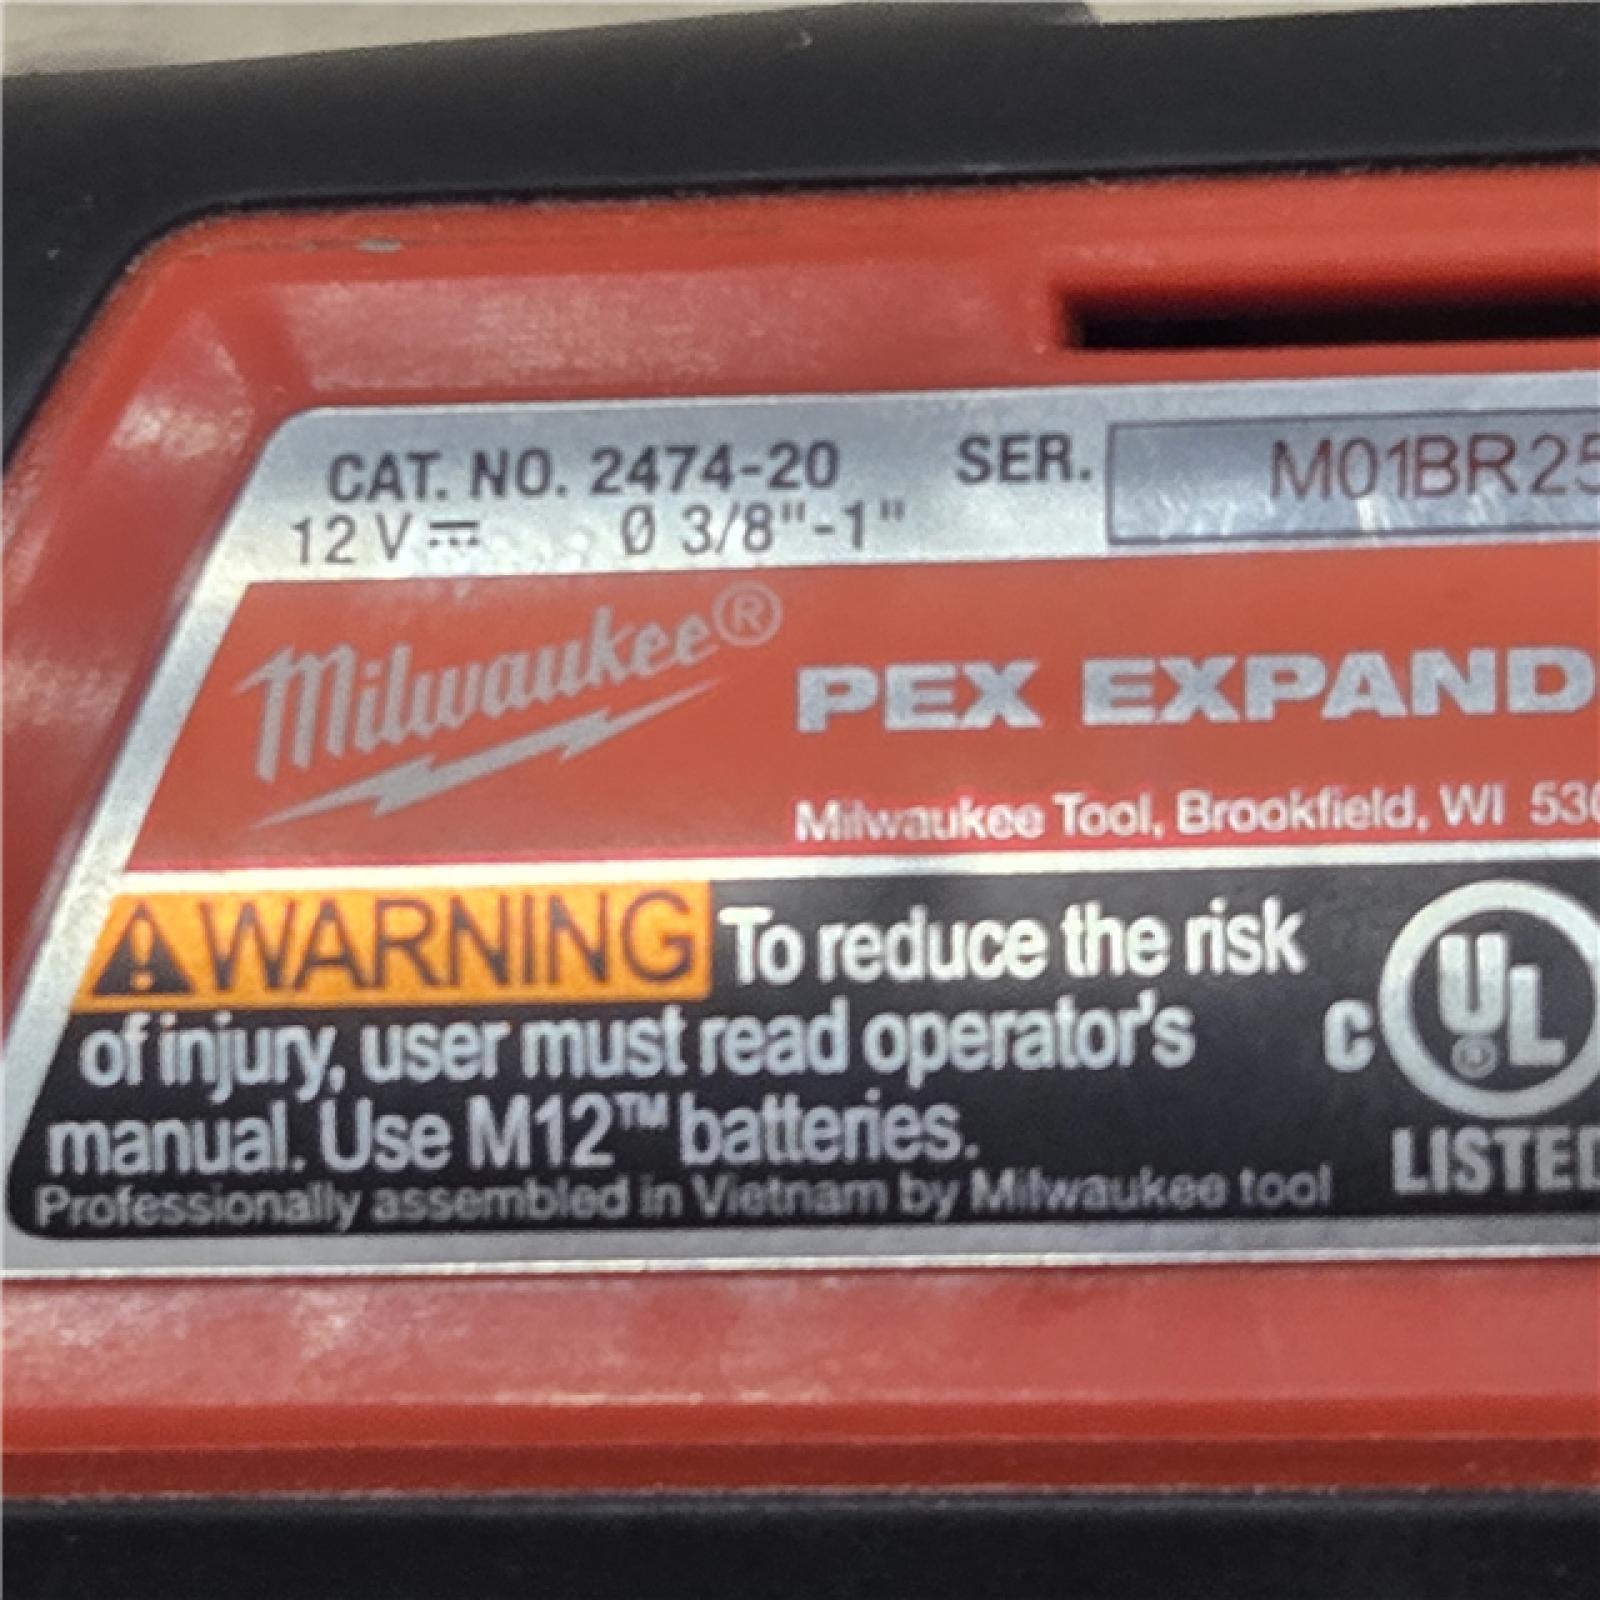 CAT. NO. 2474-20 SER. M01BR25
12 V ⎓ Ø 3/8"-1"
Milwaukee®
PEX EXPAND
Milwaukee Tool, Brookfield, WI 530
⚠WARNING To reduce the risk
of injury, user must read operator's
manual. Use M12™ batteries.
Professionally assembled in Vietnam by Milwaukee tool
C UL ®
LISTED